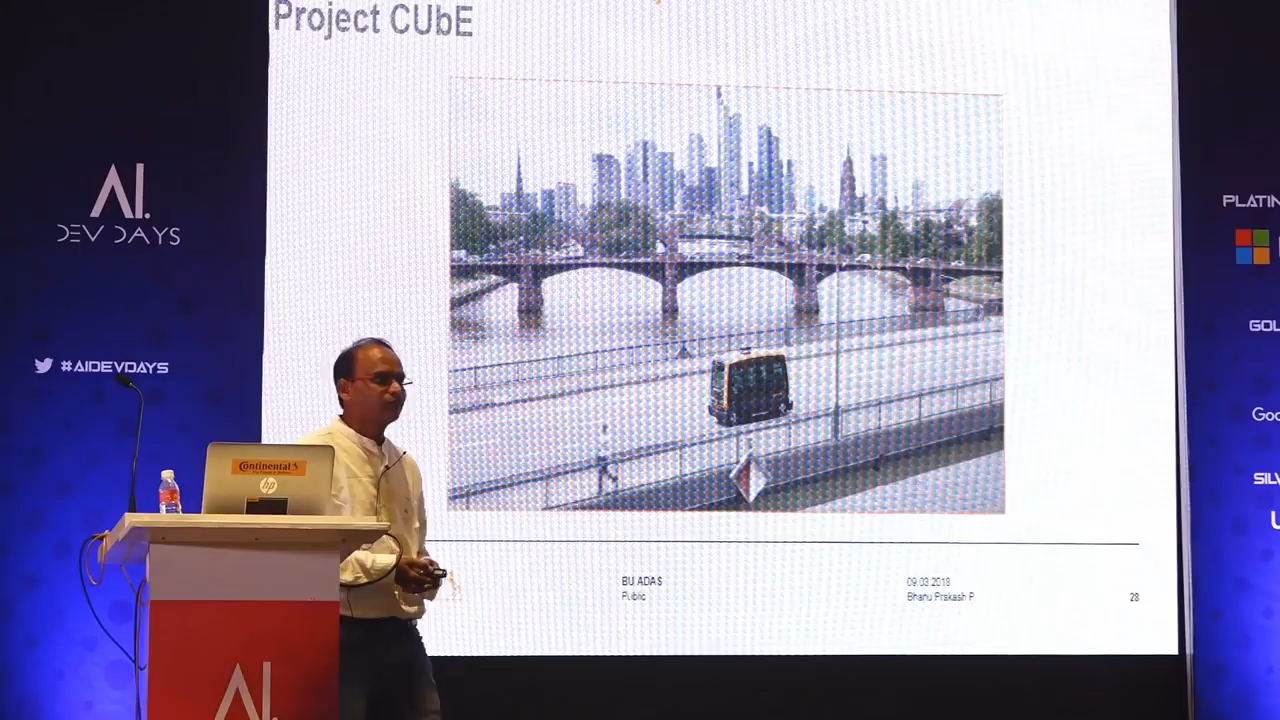 Project CUbE
AI.
DEV DAYS
#AIDEVDAYS
Continental
hp
BU ADAS
Public
09.03.2018
Bhanu Prakash P
28
AI.
PLATIN
GOL
Goo
SILV